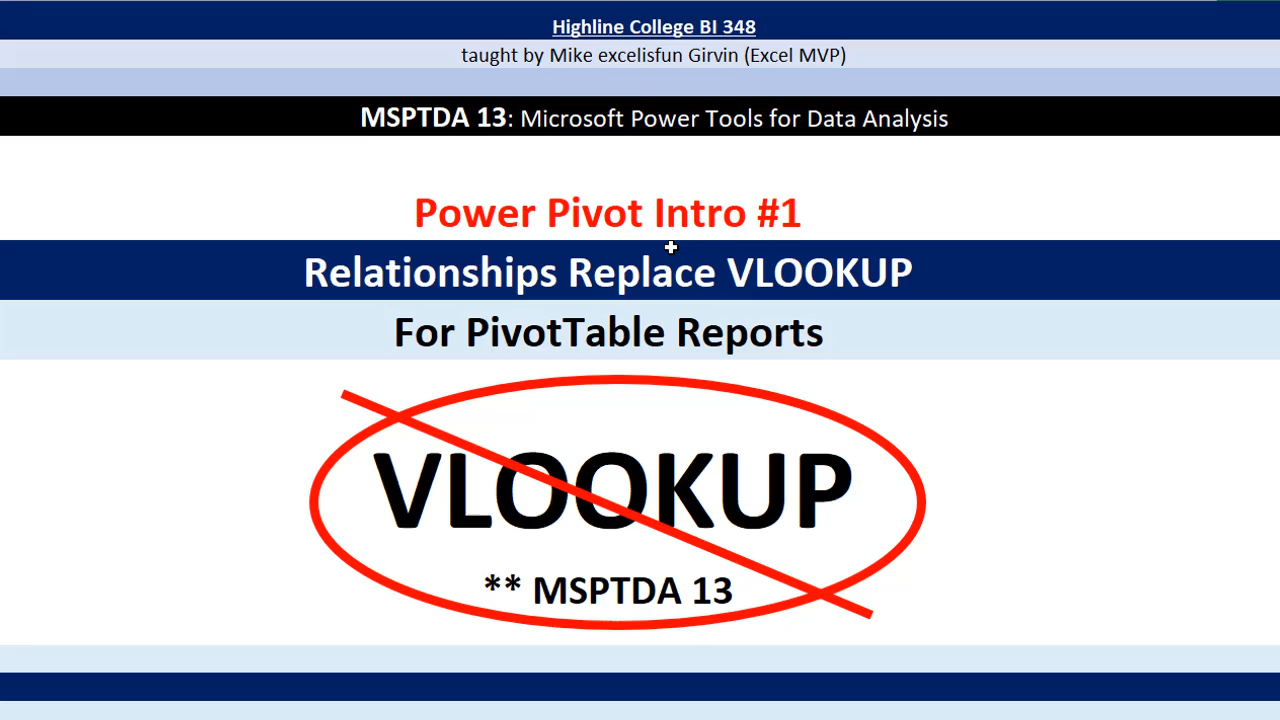 Highline College BI 348
taught by Mike excelisfun Girvin (Excel MVP)
MSPTDA 13: Microsoft Power Tools for Data Analysis
Power Pivot Intro #1
Relationships Replace VLOOKUP
For PivotTable Reports
VLOOKUP
** MSPTDA 13